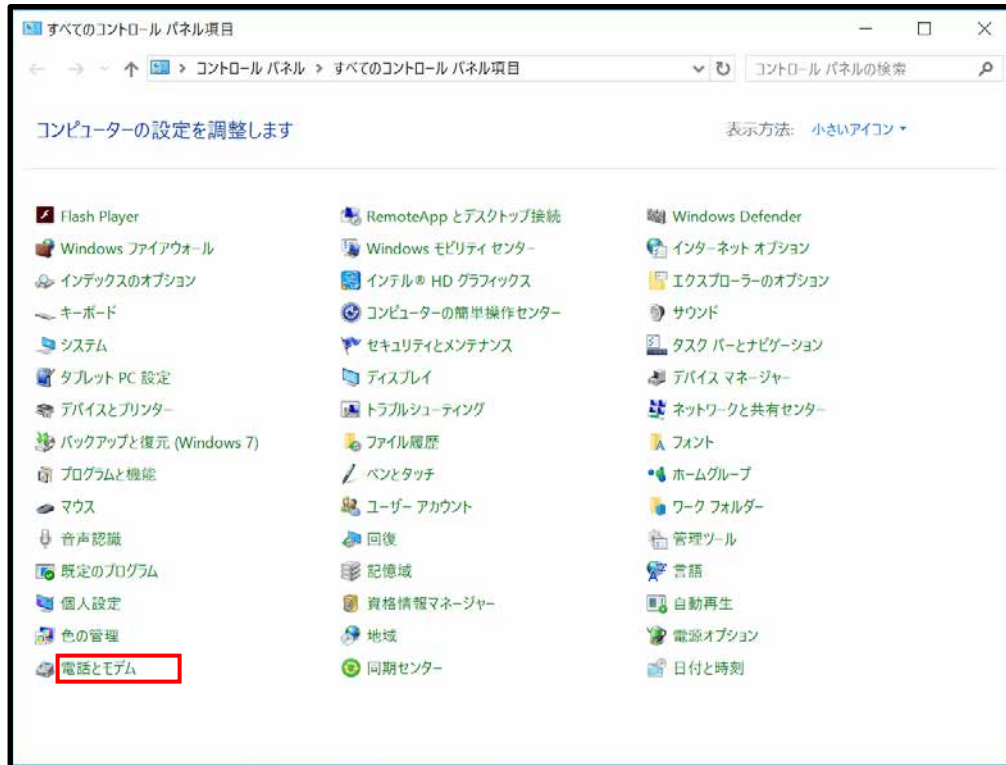 すべてのコントロール パネル項目
コントロール パネル > すべてのコントロール パネル項目 コントロール パネルの検索
コンピューターの設定を調整します 表示方法: 小さいアイコン
Flash Player RemoteApp とデスクトップ接続 Windows Defender
Windows ファイアウォール Windows モビリティ センター インターネット オプション
インデックスのオプション インテル® HD グラフィックス エクスプローラーのオプション
キーボード コンピューターの簡単操作センター サウンド
システム セキュリティとメンテナンス タスク バーとナビゲーション
タブレット PC 設定 ディスプレイ デバイス マネージャー
デバイスとプリンター トラブルシューティング ネットワークと共有センター
バックアップと復元 (Windows 7) ファイル履歴 フォント
プログラムと機能 ペンとタッチ ホームグループ
マウス ユーザー アカウント ワーク フォルダー
音声認識 回復 管理ツール
既定のプログラム 記憶域 言語
個人設定 資格情報マネージャー 自動再生
色の管理 地域 電源オプション
電話とモデム 同期センター 日付と時刻